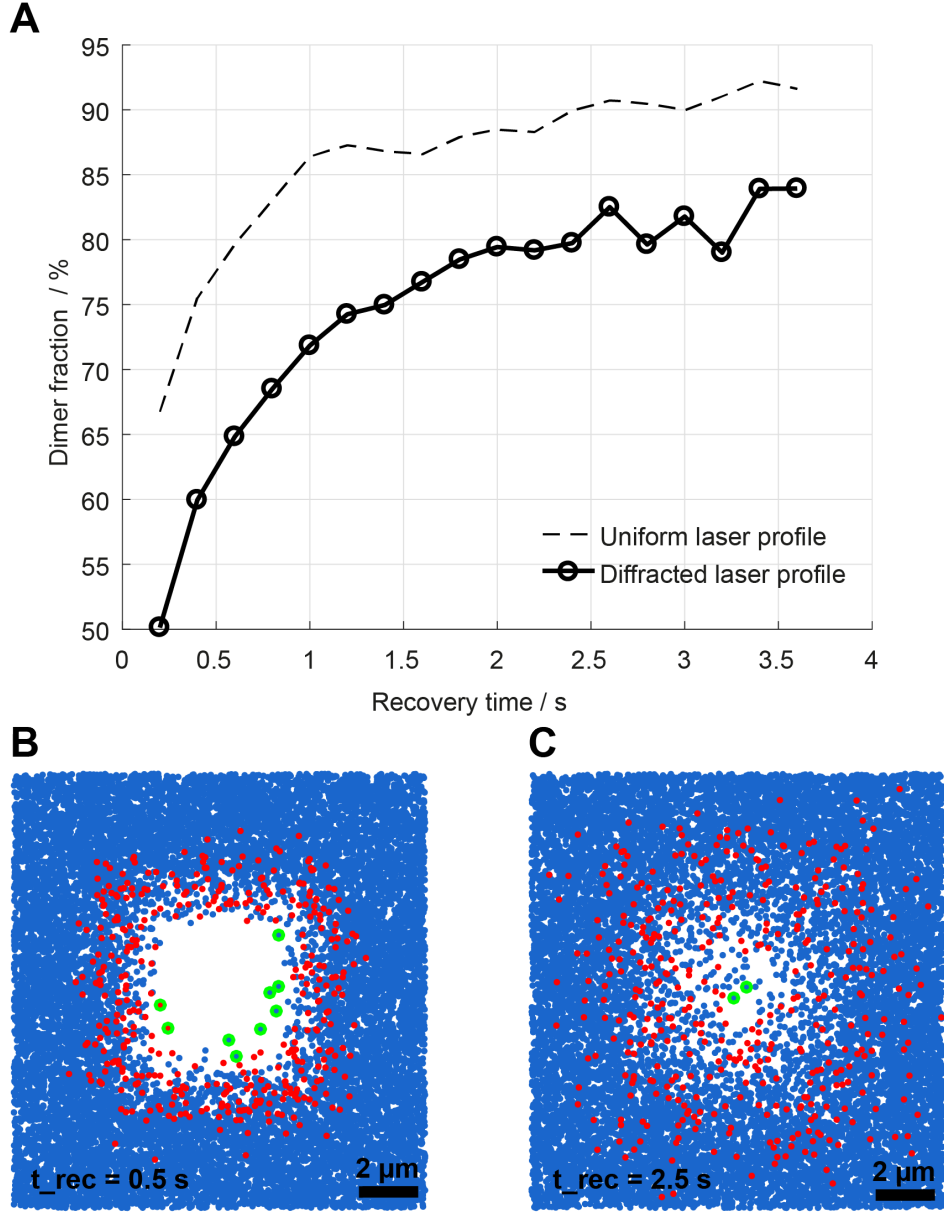 A
95
90
85
80
75
70
65
60
55
50
Dimer fraction / %
0 0.5 1 1.5 2 2.5 3 3.5 4
Recovery time / s
Uniform laser profile
Diffracted laser profile
B
t_rec = 0.5 s
2 µm
C
t_rec = 2.5 s
2 µm